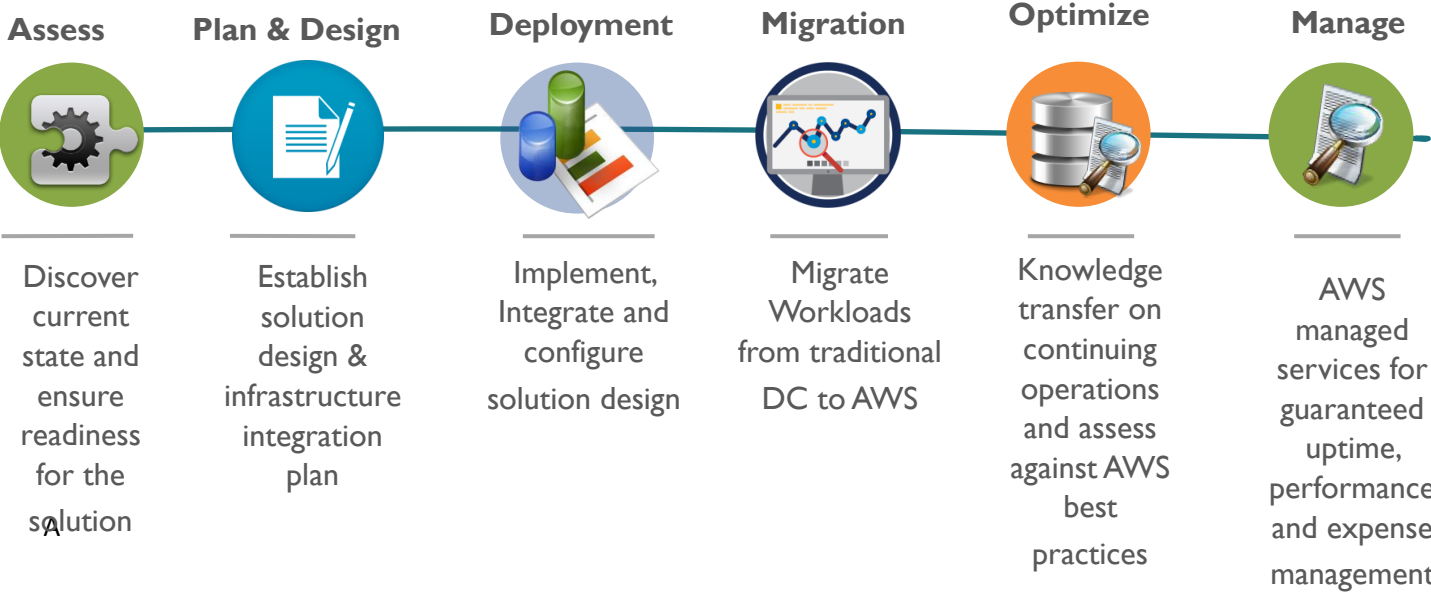 Assess
Plan & Design
Deployment
Migration
Optimize
Manage
Discover
current
state and
ensure
readiness
for the
solution
A
Establish
solution
design &
infrastructure
integration
plan
Implement,
Integrate and
configure
solution design
Migrate
Workloads
from traditional
DC to AWS
Knowledge
transfer on
continuing
operations
and assess
against AWS
best
practices
AWS
managed
services for
guaranteed
uptime,
performance
and expense
management